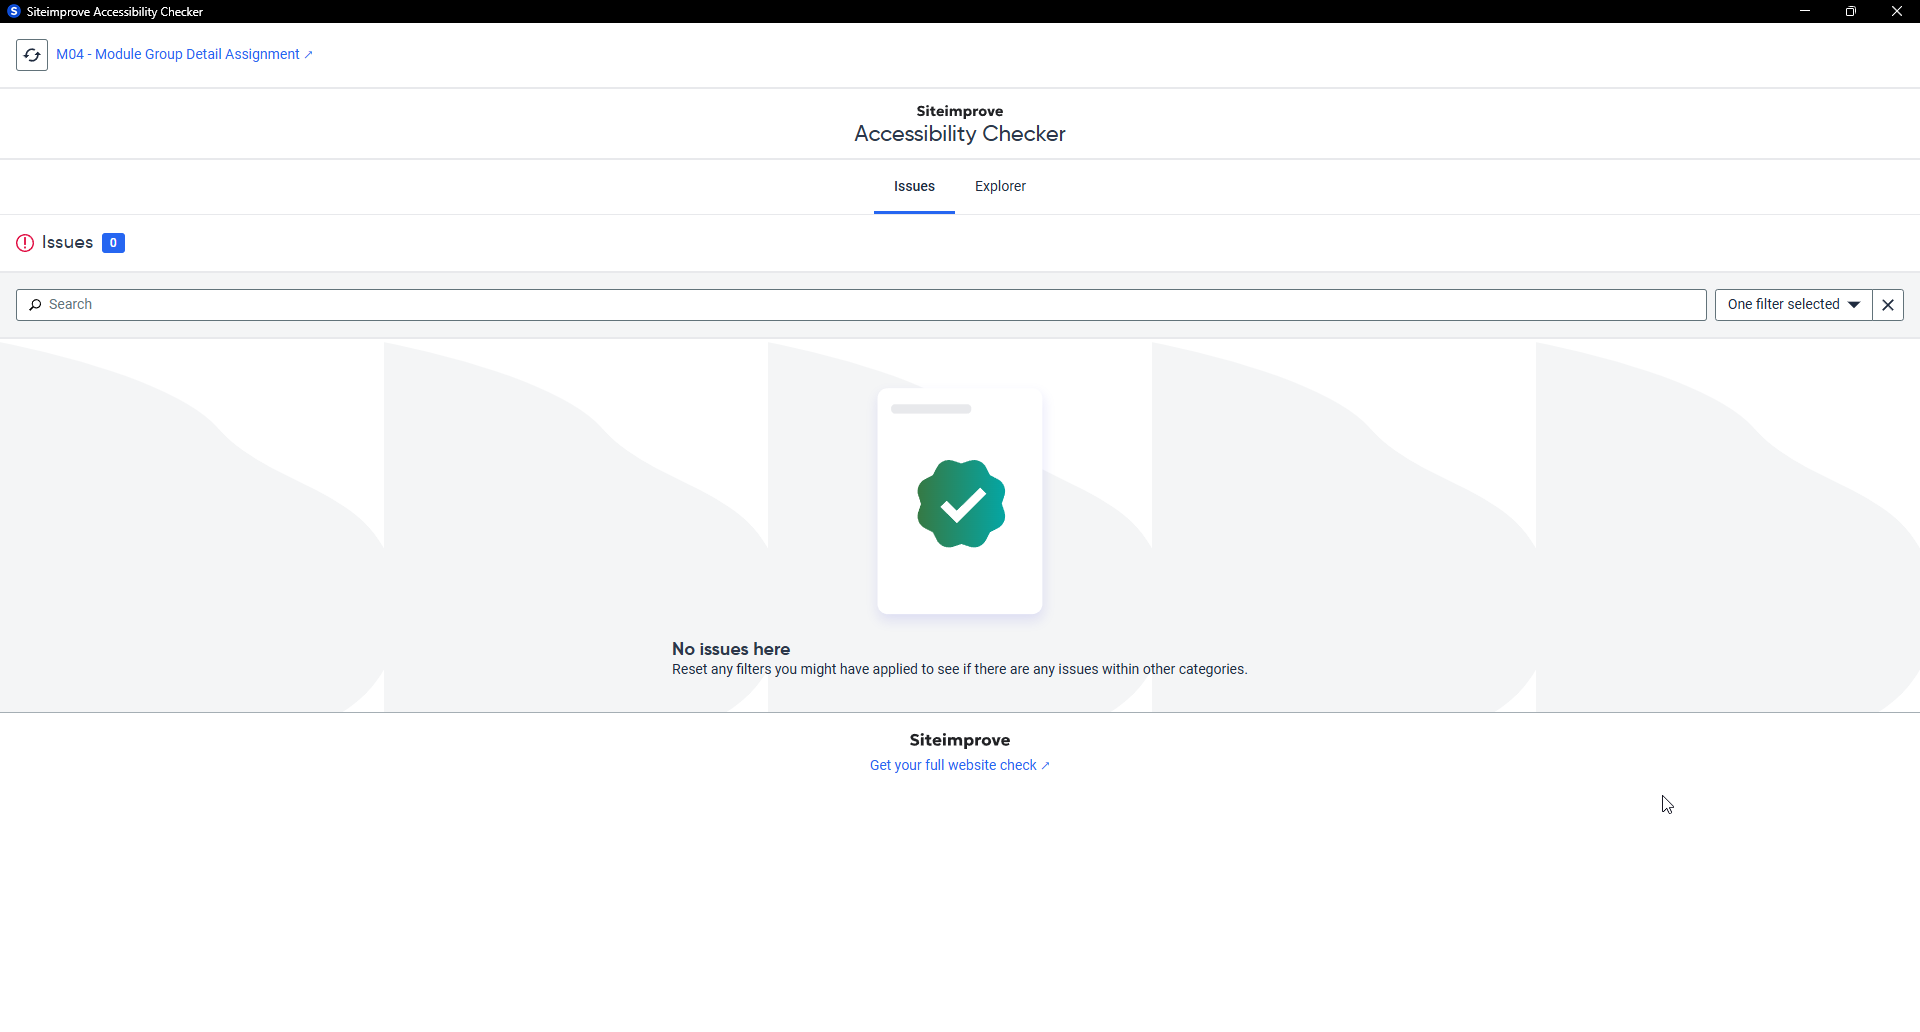 Siteimprove Accessibility Checker
M04 - Module Group Detail Assignment
Siteimprove
Accessibility Checker
Issues Explorer
Issues 0
Search One filter selected
No issues here
Reset any filters you might have applied to see if there are any issues within other categories.
Siteimprove
Get your full website check